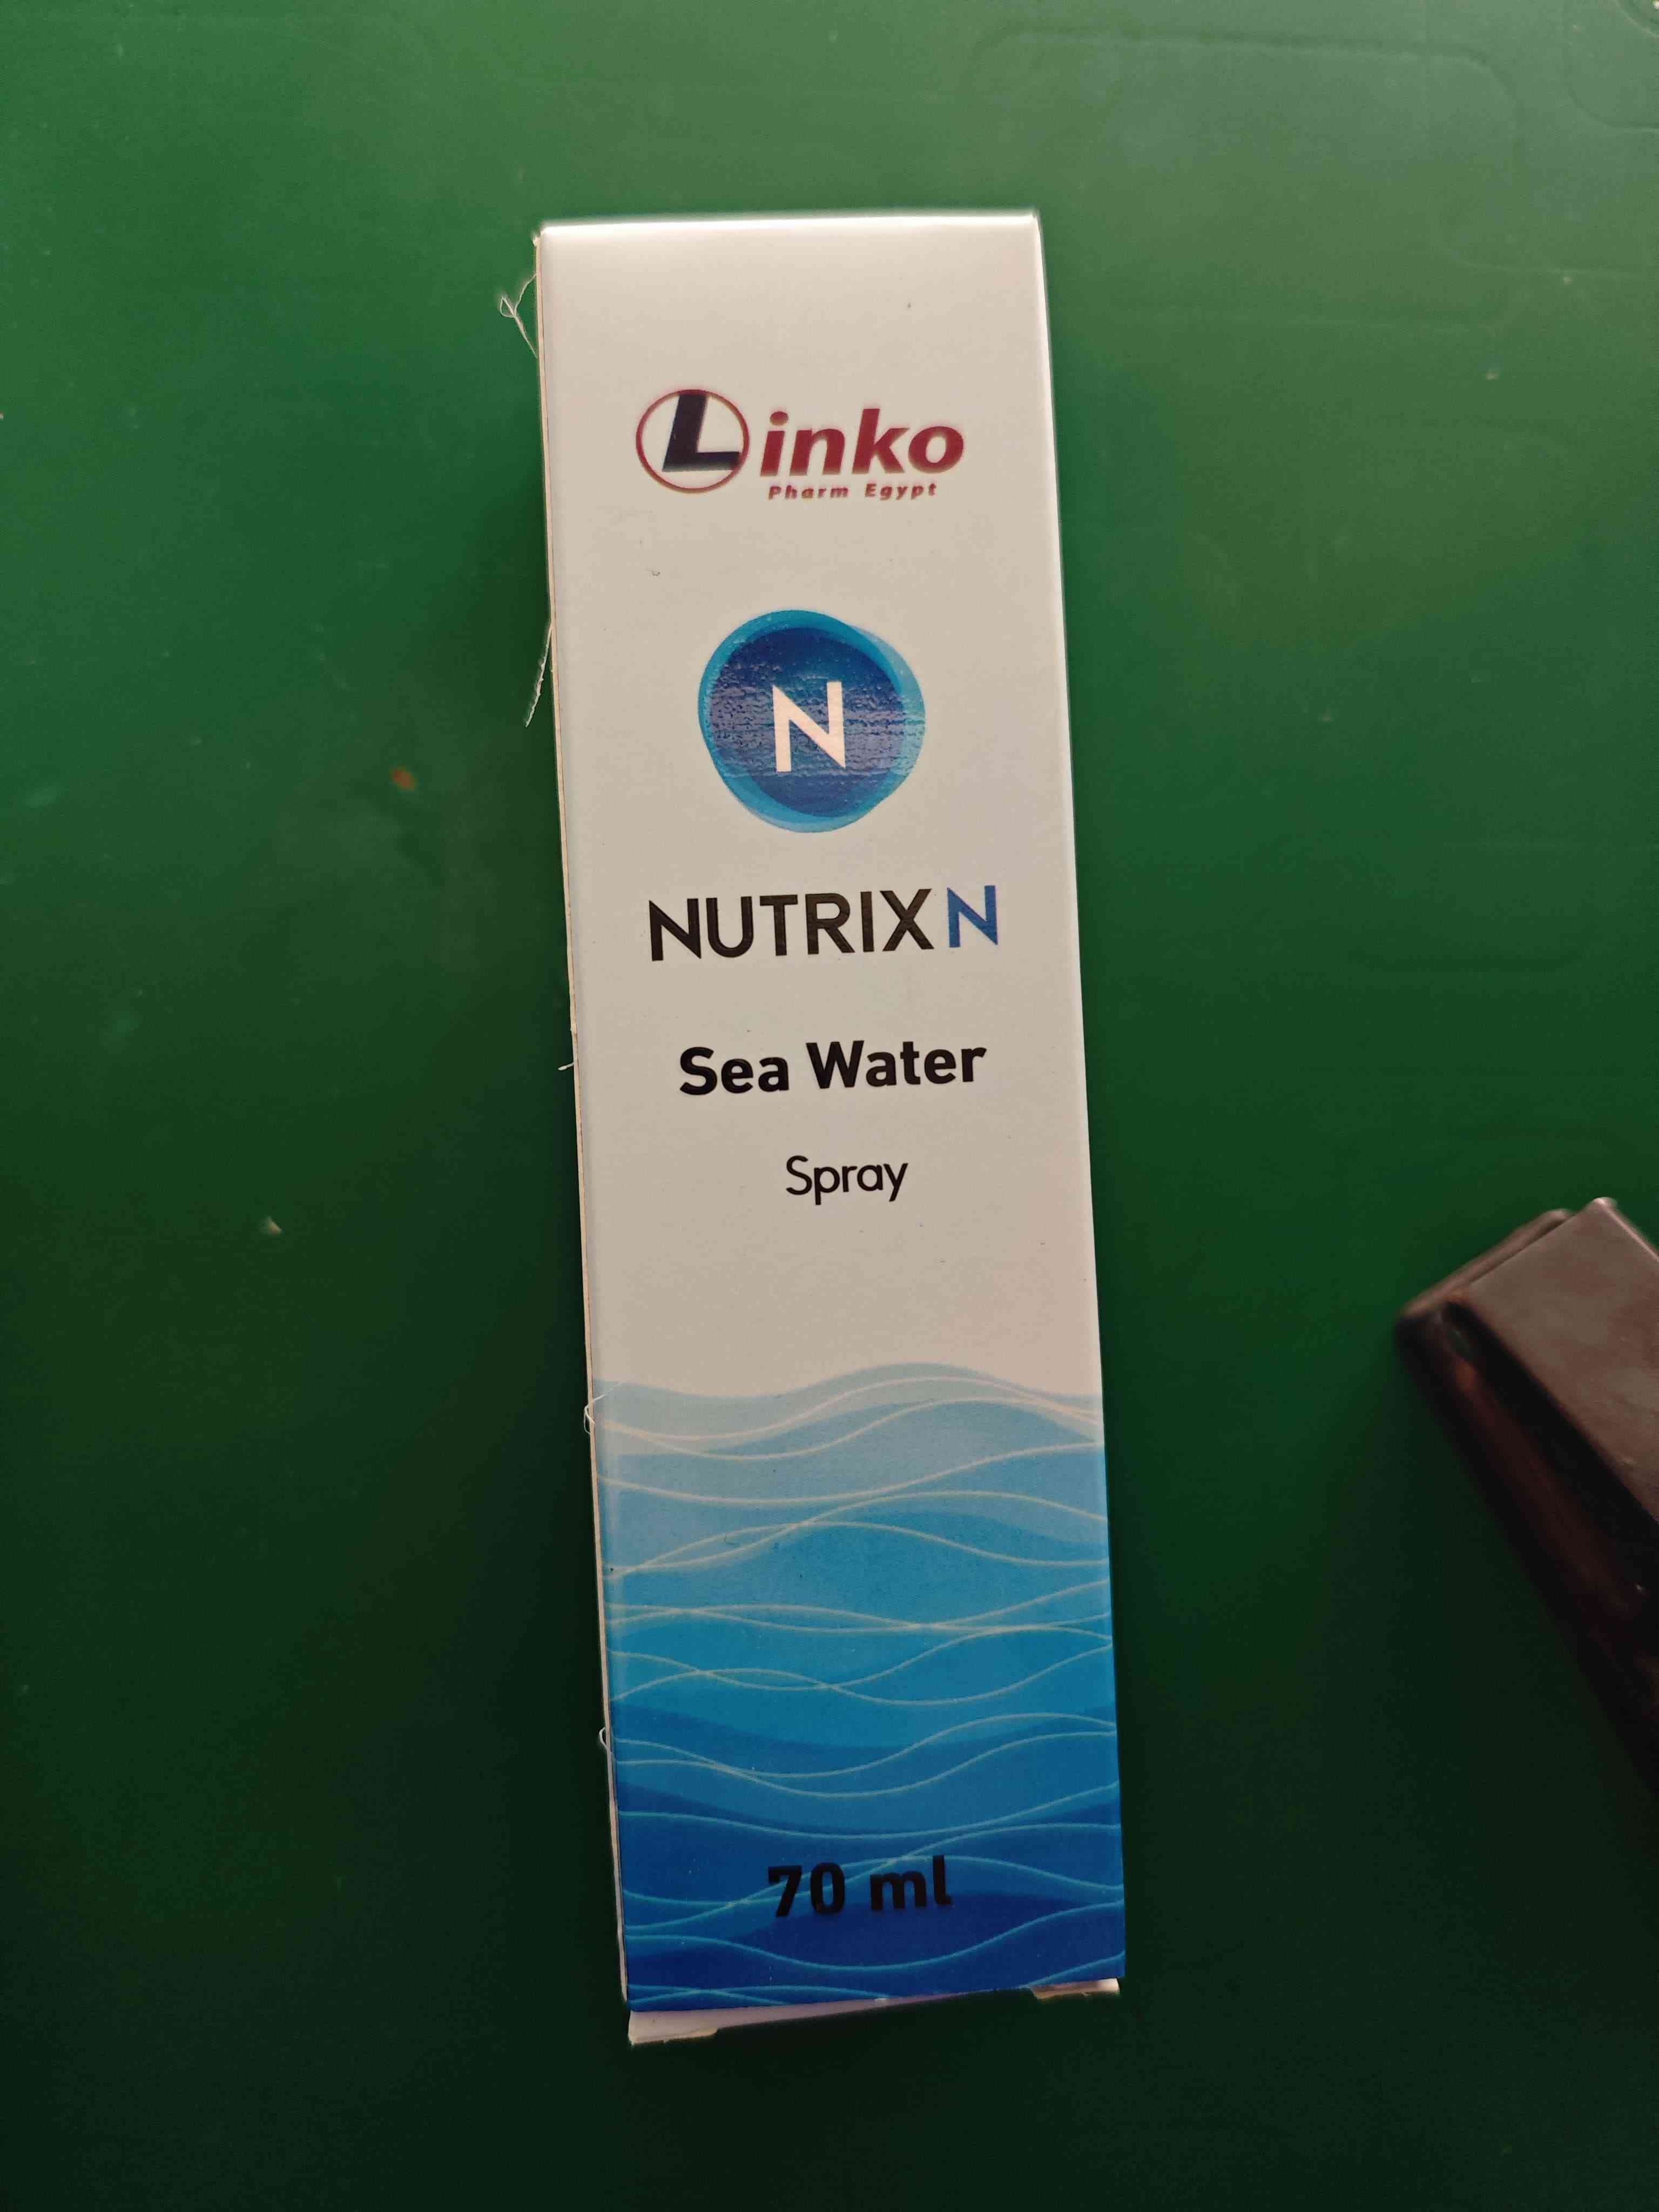 Linko
Pharm Egypt
N
NUTRIX N
Sea Water
Spray
70 ml